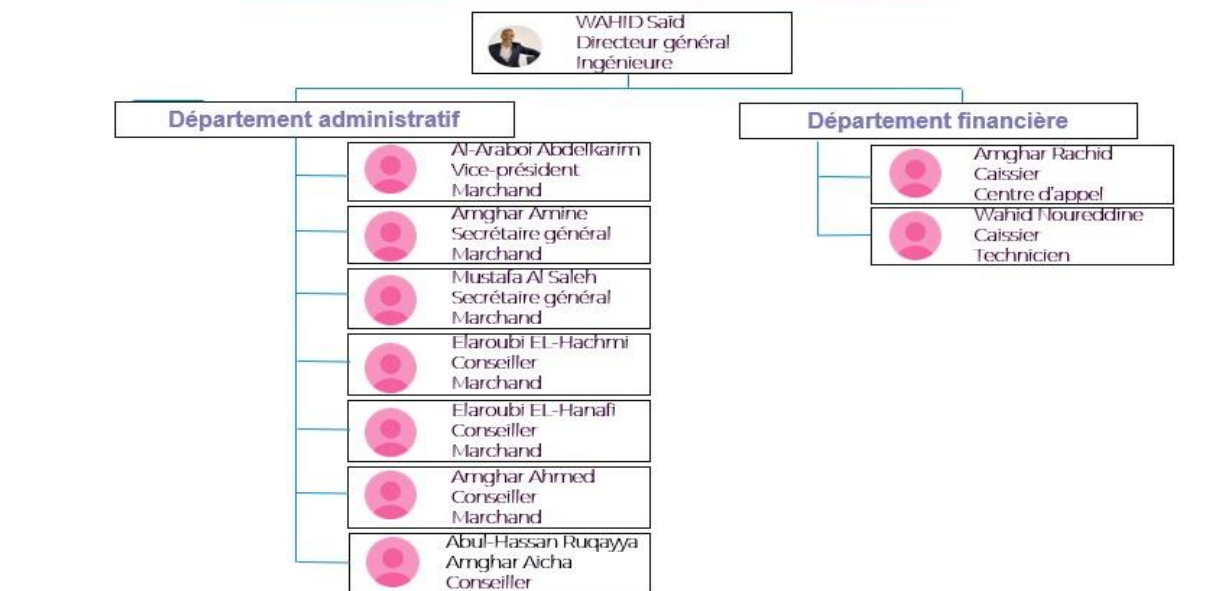 WAHID Saïd
Directeur général
Ingénieure
Département administratif
Al-Araboi Abdelkarim
Vice-président
Marchand
Amghar Amine
Secrétaire général
Marchand
Mustafa Al Saleh
Secrétaire général
Marchand
Elaroubi EL-Hachmi
Conseiller
Marchand
Elaroubi EL-Hanafi
Conseiller
Marchand
Amghar Ahmed
Conseiller
Marchand
Abul-Hassan Ruqayya
Amghar Aicha
Conseiller
Département financière
Amghar Rachid
Caissier
Centre d'appel
Wahid Noureddine
Caissier
Technicien